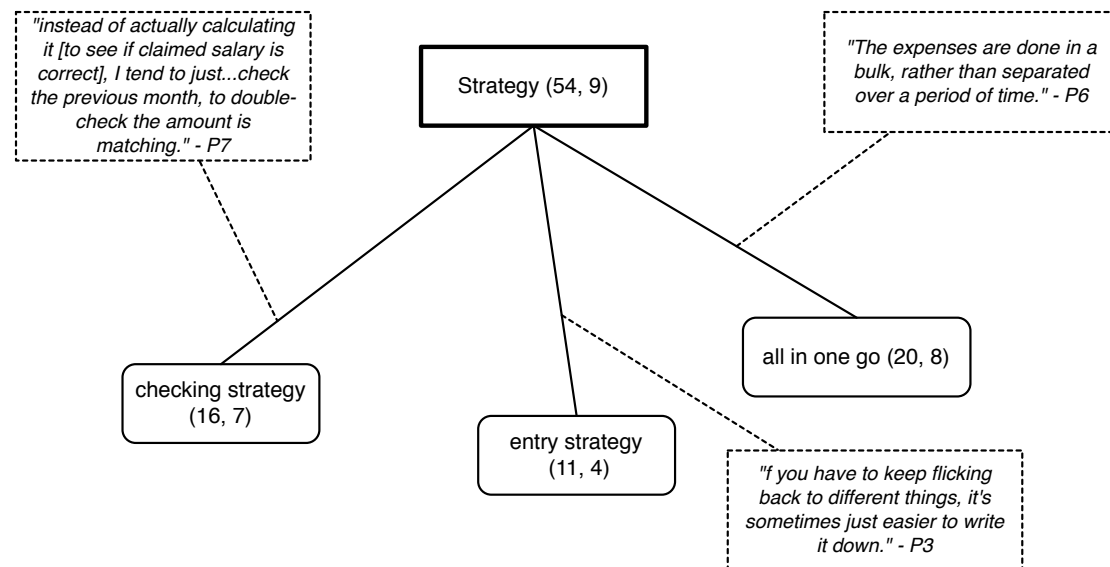 "instead of actually calculating
it [to see if claimed salary is
correct], I tend to just...check
the previous month, to double-
check the amount is
matching." - P7
Strategy (54, 9)
"The expenses are done in a
bulk, rather than separated
over a period of time." - P6
checking strategy
(16, 7)
entry strategy
(11, 4)
all in one go (20, 8)
"f you have to keep flicking
back to different things, it's
sometimes just easier to write
it down." - P3